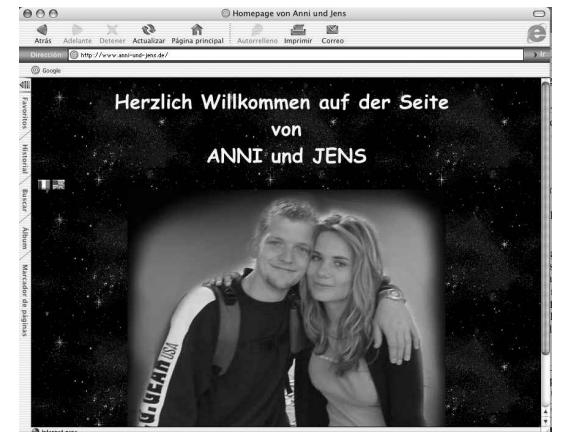 Homepage von Anni und Jens
Atrás Adelante Detener Actualizar Página principal Autorrelleno Imprimir Correo
Dirección: http://www.anni-und-jens.de/ Ir
Google
Favoritos
Historial
Buscar
Álbum
Marcador de páginas
Herzlich Willkommen auf der Seite
von
ANNI und JENS
USA